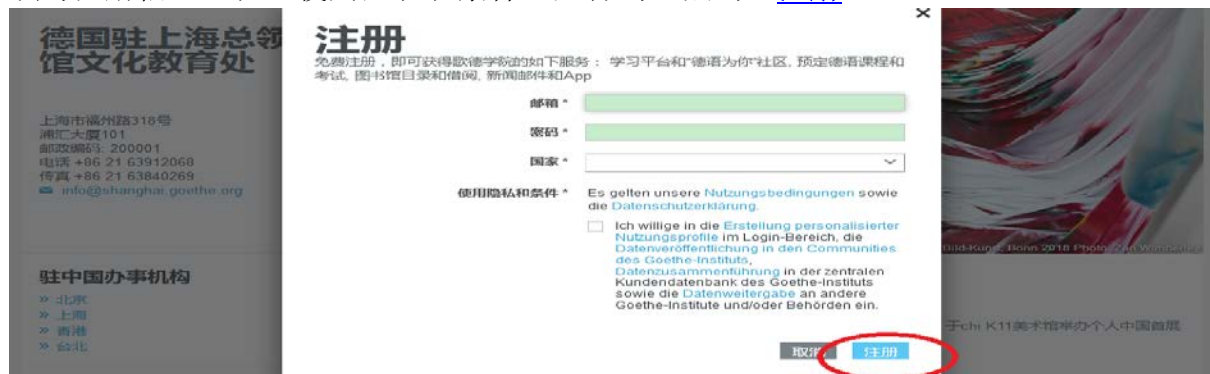 注册
免费注册，即可获得歌德学院的如下服务： 学习平台和"德语为你"社区, 预定德语课程和
考试, 图书馆目录和借阅, 新闻邮件和App
邮箱 *
密码 *
国家 *
使用隐私和条件 *
Es gelten unsere Nutzungsbedingungen sowie
die Datenschutzerklärung.
Ich willige in die Erstellung personalisierter
Nutzungsprofile im Login-Bereich, die
Datenveröffentlichung in den Communities
des Goethe-Instituts,
Datenzusammenführung in der zentralen
Kundendatenbank des Goethe-Instituts
sowie die Datenweitergabe an andere
Goethe-Institute und/oder Behörden ein.
取消
注册
德国驻上海总领
馆文化教育处
上海市福州路318号
浦汇大厦101
邮政编码: 200001
电话 +86 21 63912068
传真 +86 21 63840269
info@shanghai.goethe.org
驻中国办事机构
» 北京
» 上海
» 香港
» 台北
Bild-Kunst, Bonn 2018 Photo:
于chi K11美术馆举办个人中国首展